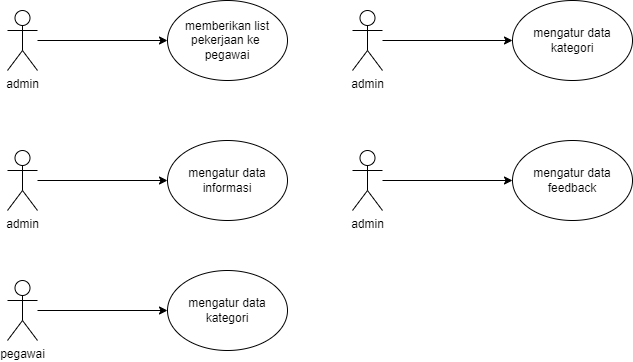 memberikan list
pekerjaan ke
pegawai
admin
mengatur data
kategori
admin
mengatur data
informasi
admin
mengatur data
feedback
admin
mengatur data
kategori
pegawai